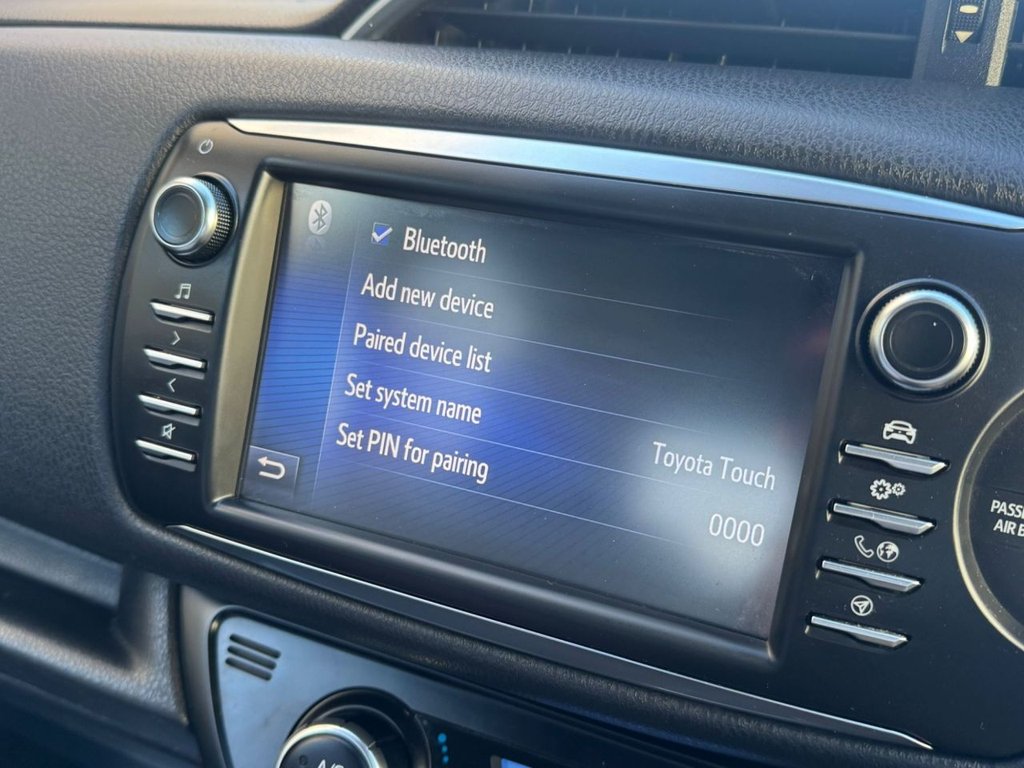 Bluetooth
Add new device
Paired device list
Set system name
Toyota Touch
Set PIN for pairing
0000